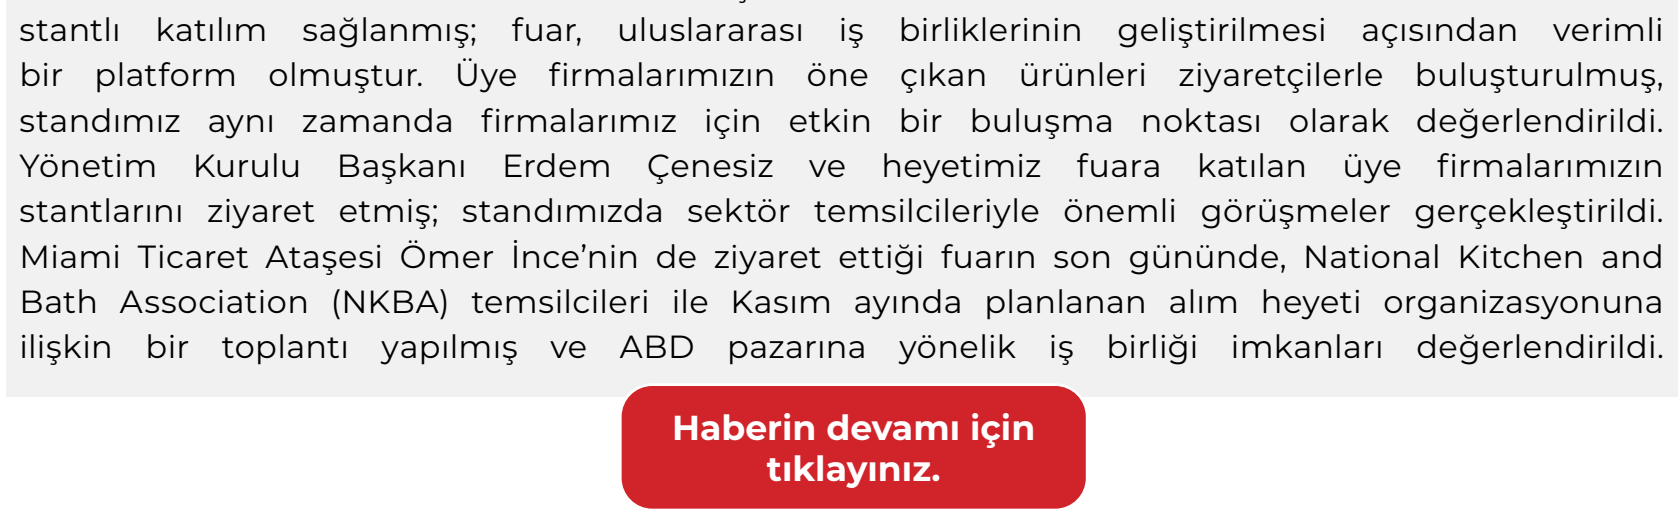 stantlı katılım sağlanmış; fuar, uluslararası iş birliklerinin geliştirilmesi açısından verimli
bir platform olmuştur. Üye firmalarımızın öne çıkan ürünleri ziyaretçilerle buluşturulmuş,
standımız aynı zamanda firmalarımız için etkin bir buluşma noktası olarak değerlendirildi.
Yönetim Kurulu Başkanı Erdem Çenesiz ve heyetimiz fuara katılan üye firmalarımızın
stantlarını ziyaret etmiş; standımızda sektör temsilcileriyle önemli görüşmeler gerçekleştirildi.
Miami Ticaret Ataşesi Ömer İnce’nin de ziyaret ettiği fuarın son gününde, National Kitchen and
Bath Association (NKBA) temsilcileri ile Kasım ayında planlanan alım heyeti organizasyonuna
ilişkin bir toplantı yapılmış ve ABD pazarına yönelik iş birliği imkanları değerlendirildi.
Haberin devamı için
tıklayınız.